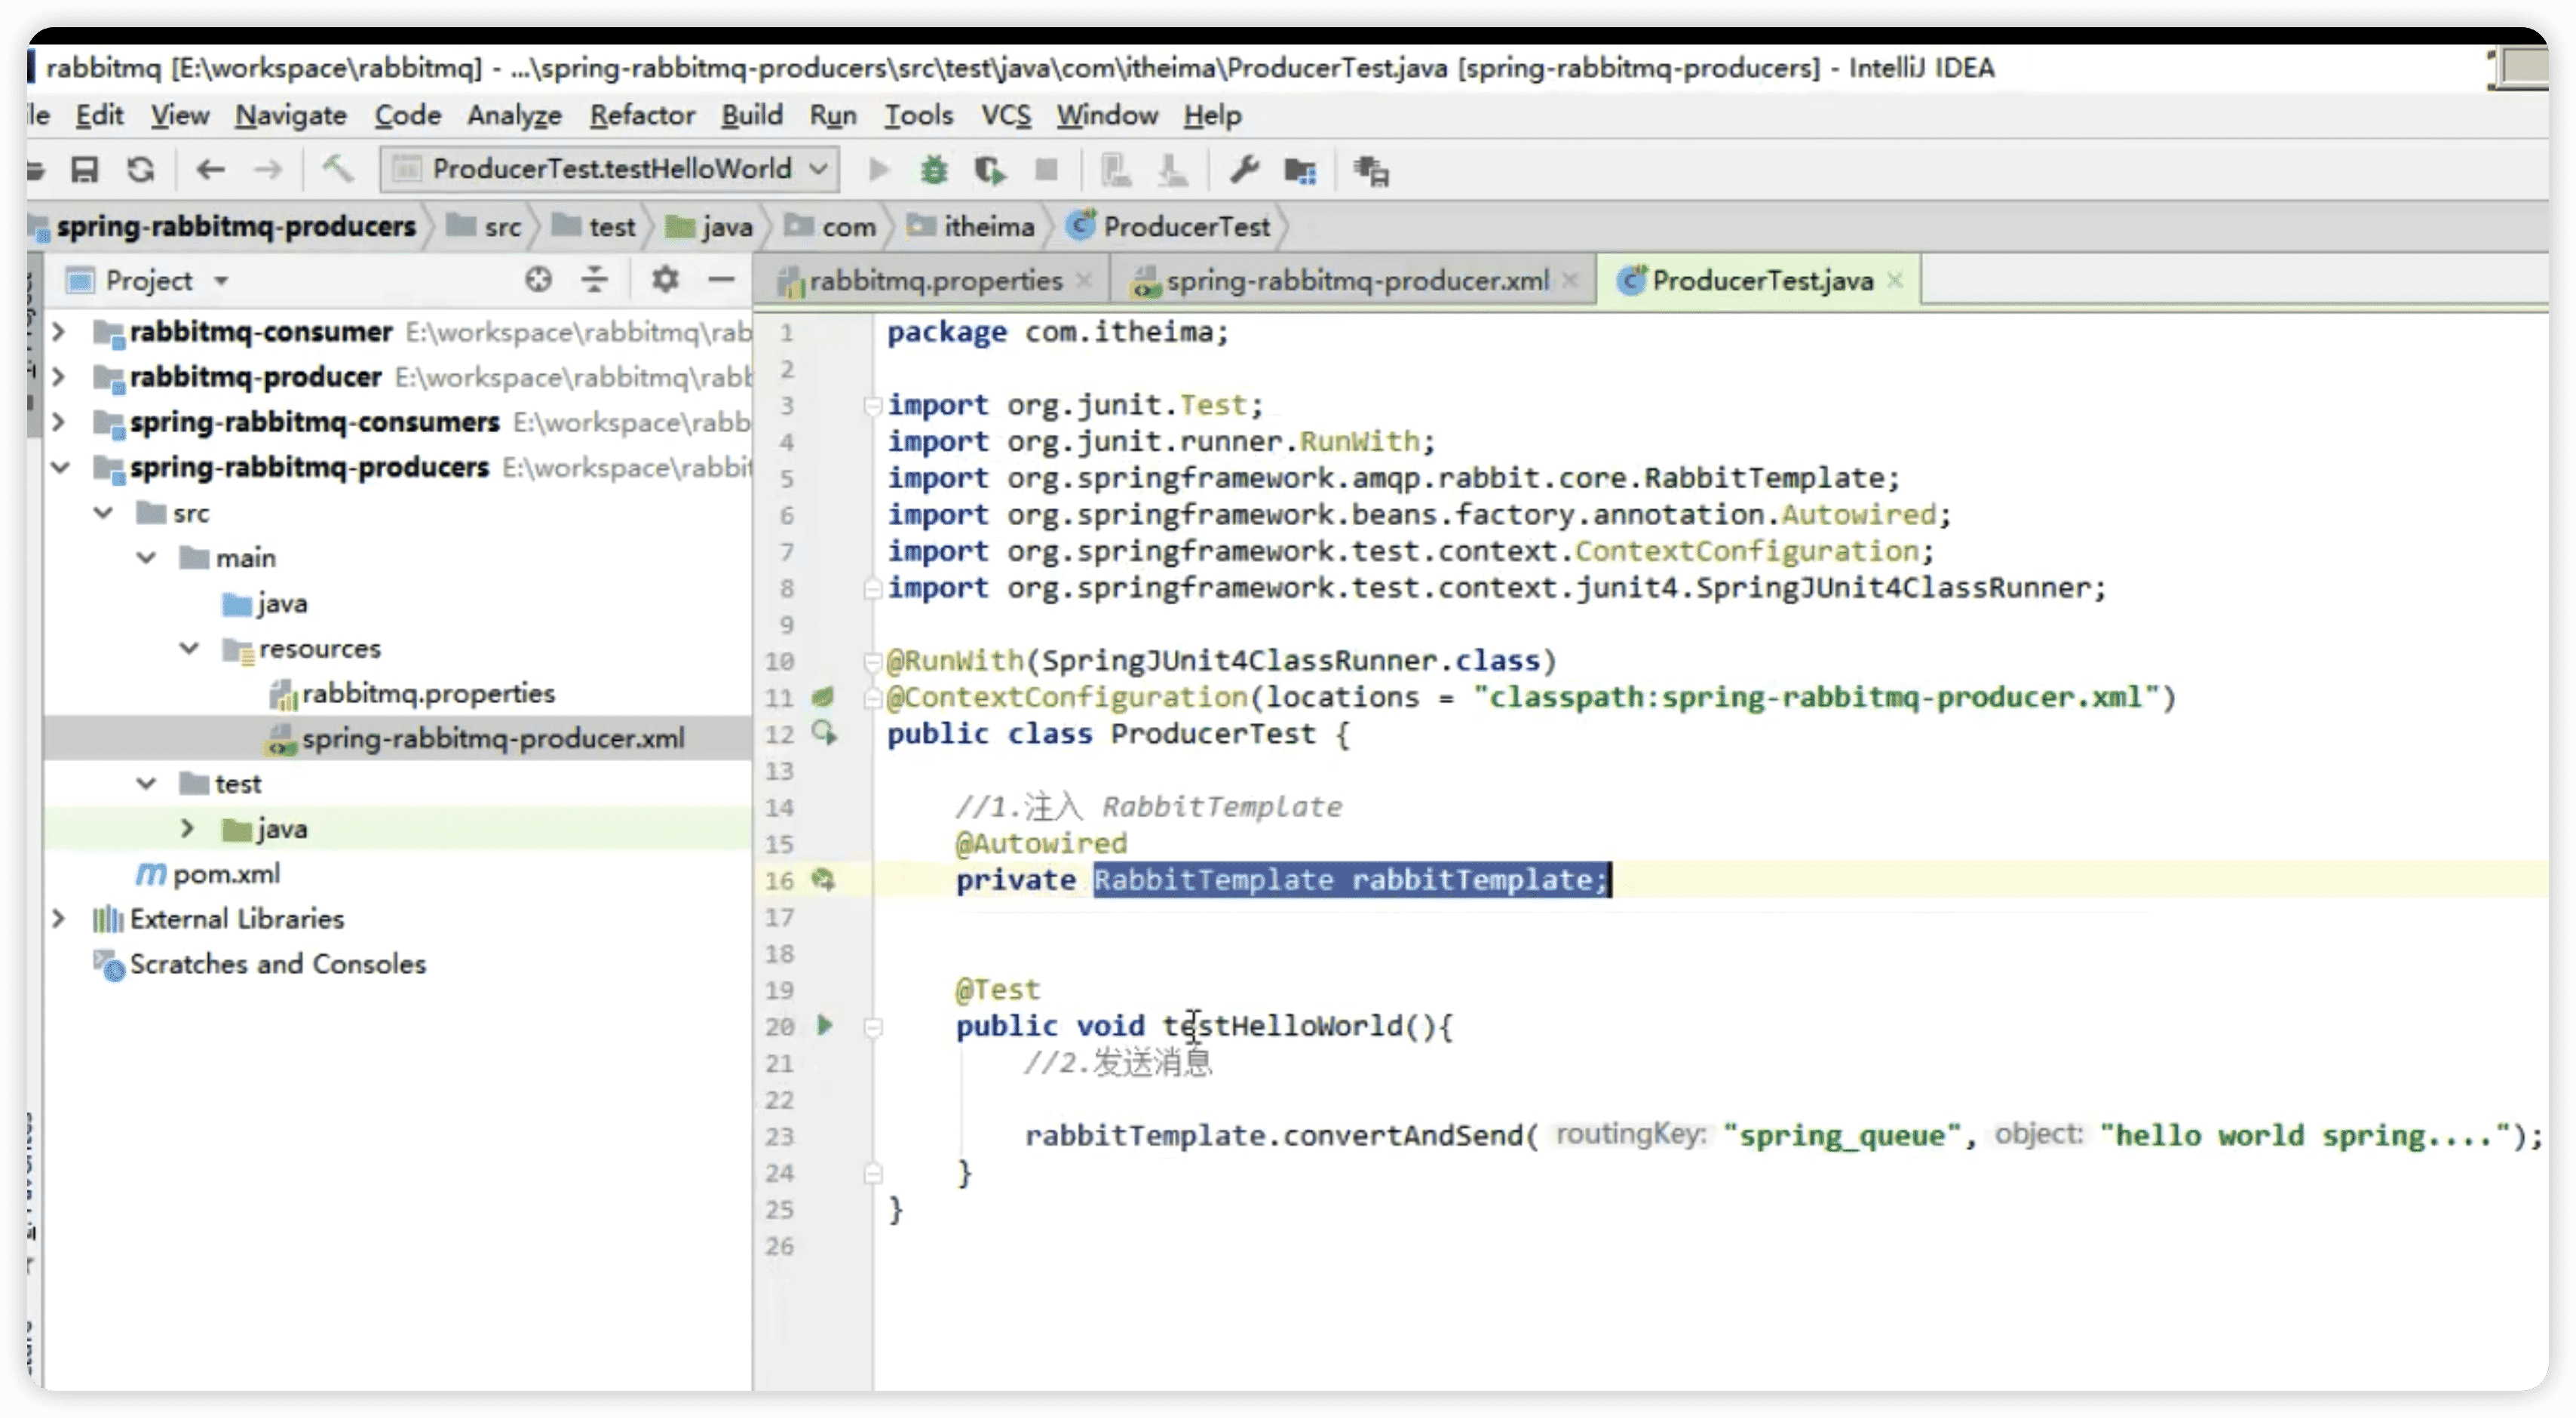 rabbitmq [E:\workspace\rabbitmq] - ...\spring-rabbitmq-producers\src\test\java\com\itheima\ProducerTest.java [spring-rabbitmq-producers] - IntelliJ IDEA
le Edit View Navigate Code Analyze Refactor Build Run Tools VCS Window Help
ProducerTest.testHelloWorld
spring-rabbitmq-producers src test java com itheima ProducerTest
Project
rabbitmq-consumer E:\workspace\rabbitmq\rab
rabbitmq-producer E:\workspace\rabbitmq\rabb
spring-rabbitmq-consumers E:\workspace\rabb
spring-rabbitmq-producers E:\workspace\rabbit
src
main
java
resources
rabbitmq.properties
spring-rabbitmq-producer.xml
test
java
pom.xml
External Libraries
Scratches and Consoles
rabbitmq.properties spring-rabbitmq-producer.xml ProducerTest.java
1 package com.itheima;
2
3 import org.junit.Test;
4 import org.junit.runner.RunWith;
5 import org.springframework.amqp.rabbit.core.RabbitTemplate;
6 import org.springframework.beans.factory.annotation.Autowired;
7 import org.springframework.test.context.ContextConfiguration;
8 import org.springframework.test.context.junit4.SpringJUnit4ClassRunner;
9
10 @RunWith(SpringJUnit4ClassRunner.class)
11 @ContextConfiguration(locations = "classpath:spring-rabbitmq-producer.xml")
12 public class ProducerTest {
13
14 //1.注入 RabbitTemplate
15 @Autowired
16 private RabbitTemplate rabbitTemplate;
17
18
19 @Test
20 public void testHelloWorld(){
21 //2.发送消息
22
23 rabbitTemplate.convertAndSend( routingKey: "spring_queue", object: "hello world spring....");
24 }
25 }
26